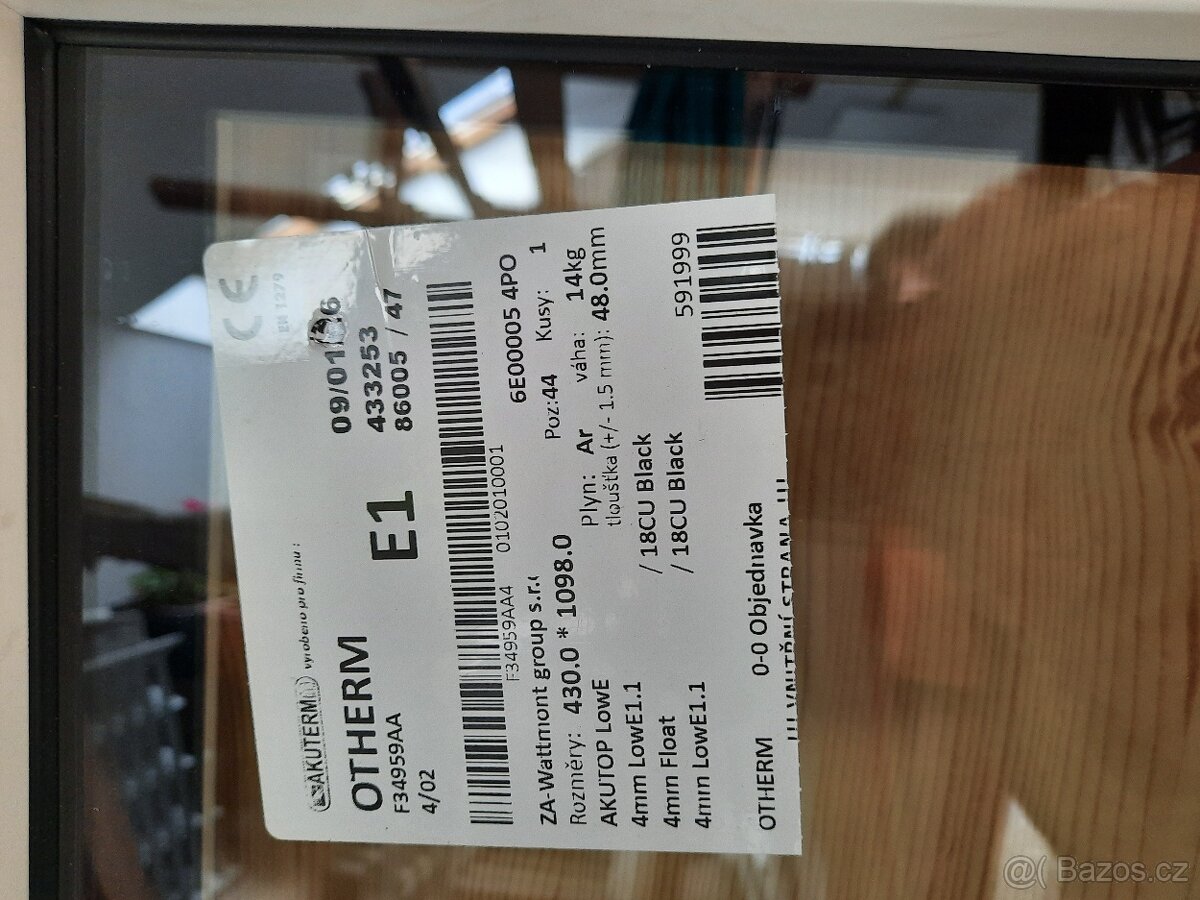 AKUTERM vyrobeno pro firmu :
CE
EN 1279
OTHERM
F34959AA
4/02
E1
433253
86005 / 47
F34959AA4 0102010001
ZA-Wattmont group s.r. 6E00005 4PO
Rozměry: 430.0 * 1098.0 Poz:44 Kusy: 1
AKUTOP LowE Plyn: Ar váha: 14kg
tloušťka (+/- 1.5 mm): 48.0mm
4mm LowE1.1 / 18CU Black
4mm Float / 18CU Black
4mm LowE1.1
591999
OTHERM 0-0 Objednavka
!!! VNITŘNÍ STRANA !!!
@( Bazos.cz